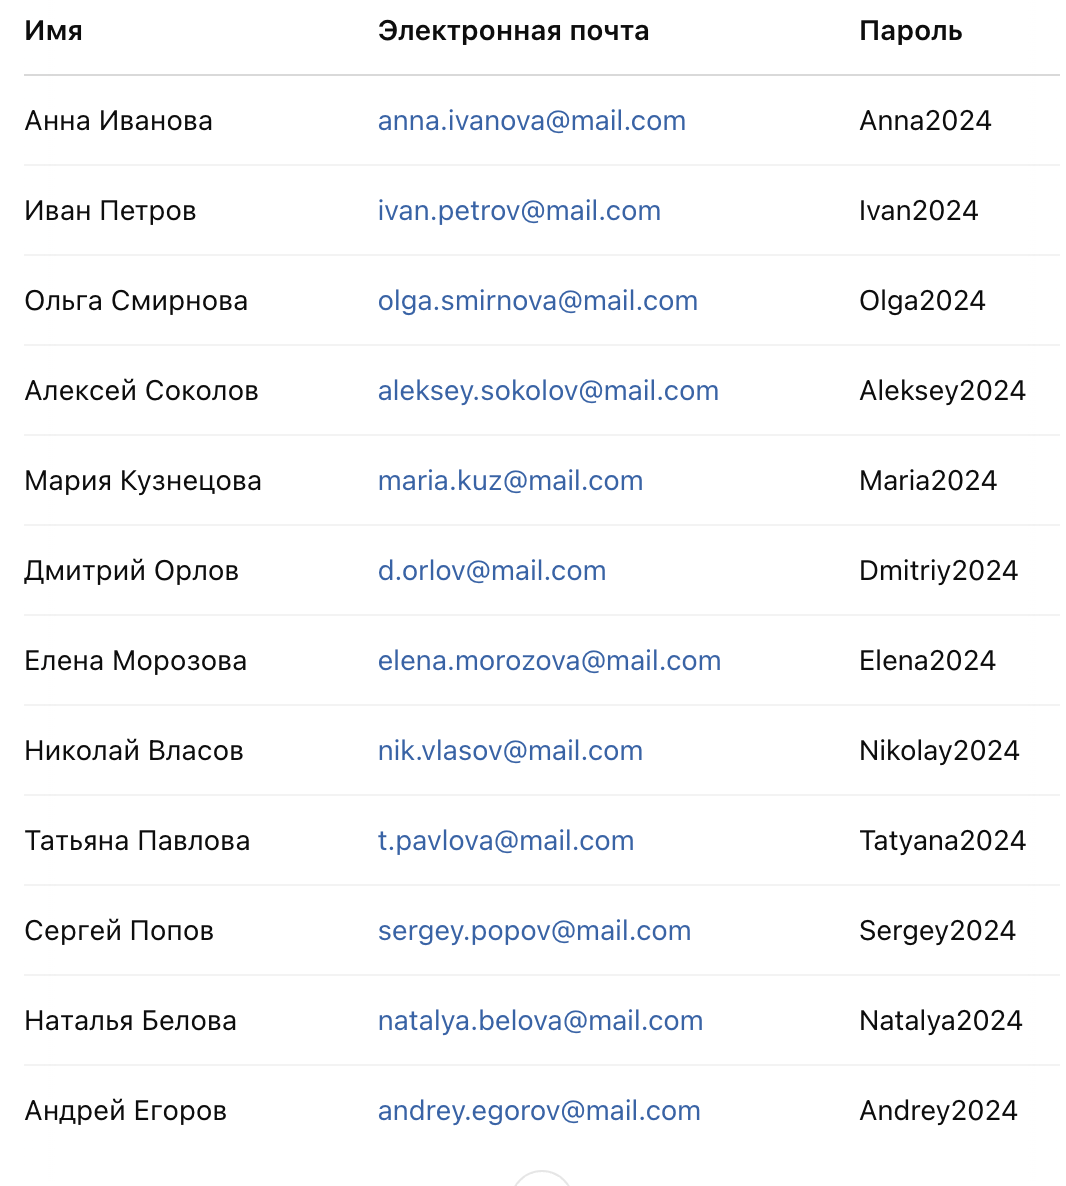 Имя Электронная почта Пароль
Анна Иванова anna.ivanova@mail.com Anna2024
Иван Петров ivan.petrov@mail.com Ivan2024
Ольга Смирнова olga.smirnova@mail.com Olga2024
Алексей Соколов aleksey.sokolov@mail.com Aleksey2024
Мария Кузнецова maria.kuz@mail.com Maria2024
Дмитрий Орлов d.orlov@mail.com Dmitriy2024
Елена Морозова elena.morozova@mail.com Elena2024
Николай Власов nik.vlasov@mail.com Nikolay2024
Татьяна Павлова t.pavlova@mail.com Tatyana2024
Сергей Попов sergey.popov@mail.com Sergey2024
Наталья Белова natalya.belova@mail.com Natalya2024
Андрей Егоров andrey.egorov@mail.com Andrey2024